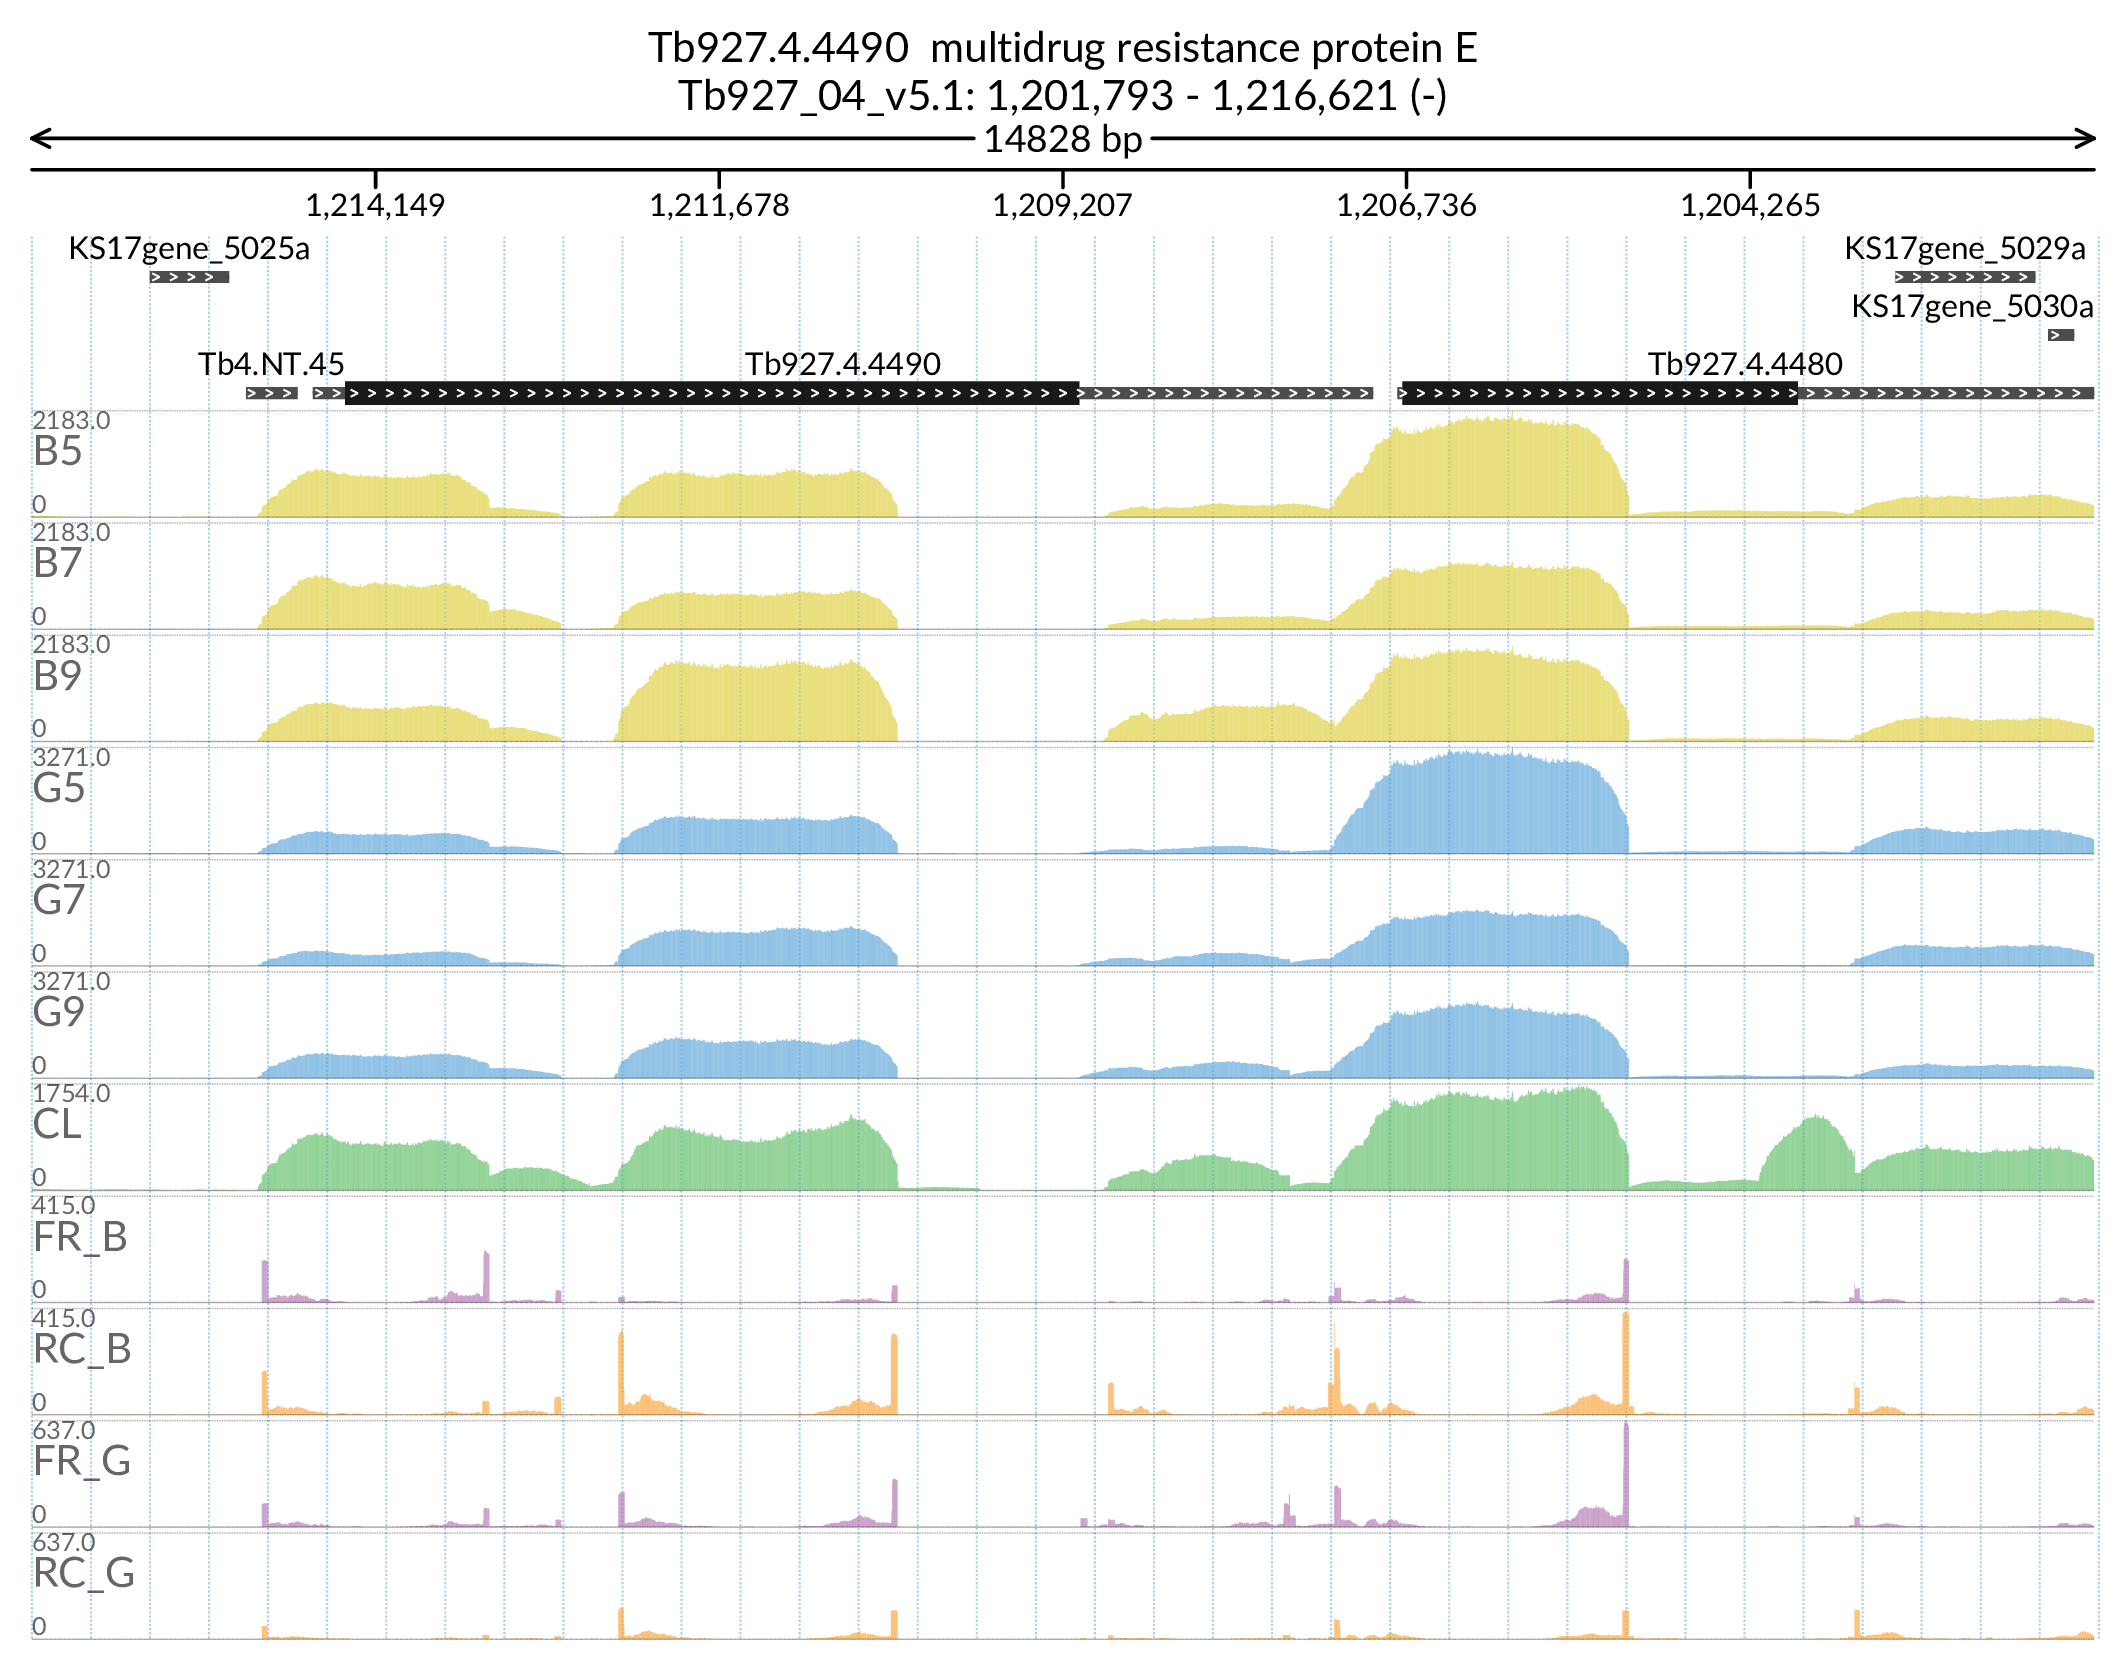 Tb927.4.4490  multidrug resistance protein E
Tb927_04_v5.1: 1,201,793 - 1,216,621 (-)
14828 bp
1,214,149 1,211,678 1,209,207 1,206,736 1,204,265
KS17gene_5025a KS17gene_5029a
KS17gene_5030a
Tb4.NT.45 Tb927.4.4490 Tb927.4.4480
2183.0
B5
0
2183.0
B7
0
2183.0
B9
0
3271.0
G5
0
3271.0
G7
0
3271.0
G9
0
1754.0
CL
0
415.0
FR_B
0
415.0
RC_B
0
637.0
FR_G
0
637.0
RC_G
0